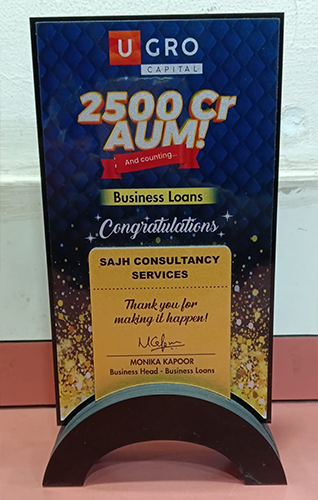 U GRO
CAPITAL
2500 Cr
AUM!
And counting...
Business Loans
Congratulations
SAJH CONSULTANCY
SERVICES
Thank you for
making it happen!
MONIKA KAPOOR
Business Head - Business Loans